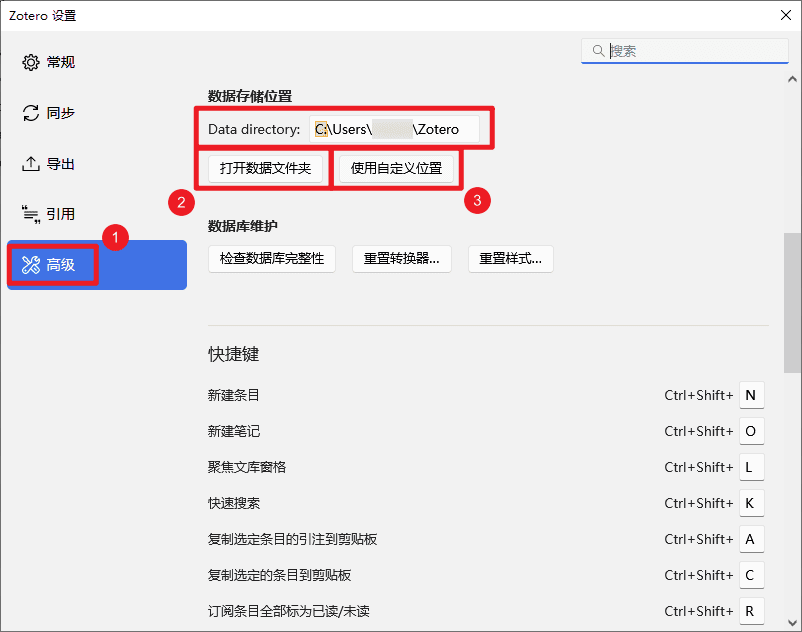 Zotero 设置
搜索
常规
同步
导出
引用
1
高级
数据存储位置
Data directory: C:\Users\ \Zotero
打开数据文件夹 使用自定义位置
2 3
数据库维护
检查数据库完整性 重置转换器... 重置样式...
快捷键
新建条目 Ctrl+Shift+ N
新建笔记 Ctrl+Shift+ O
聚焦文库窗格 Ctrl+Shift+ L
快速搜索 Ctrl+Shift+ K
复制选定条目的引注到剪贴板 Ctrl+Shift+ A
复制选定的条目到剪贴板 Ctrl+Shift+ C
订阅条目全部标为已读/未读 Ctrl+Shift+ R